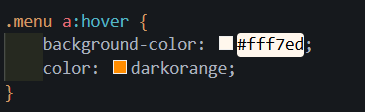 .menu a:hover {
background-color: #fff7ed;
color: darkorange;
}